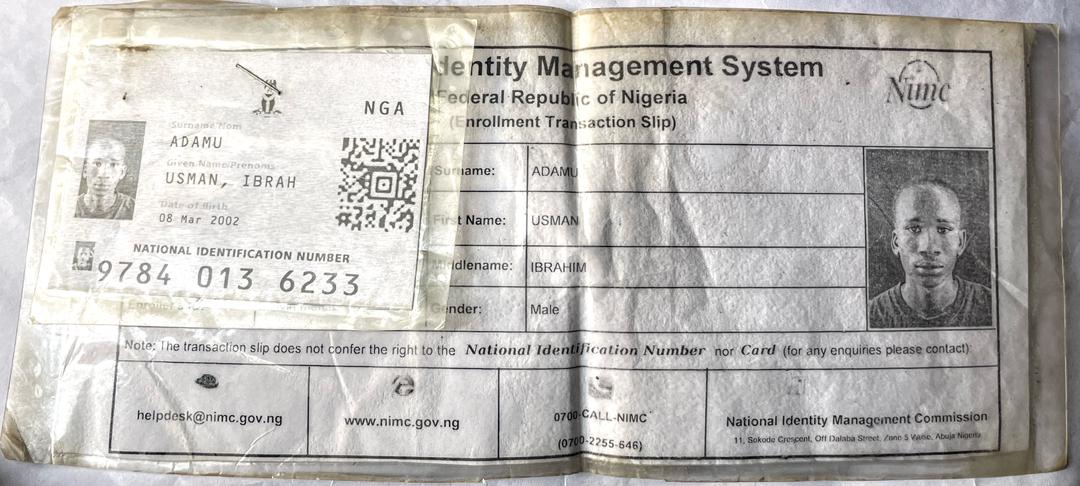 NGA
Surname/Nom
ADAMU
Given Name/Prenoms
USMAN, IBRAH
Date of Birth
08 Mar 2002
NATIONAL IDENTIFICATION NUMBER
9784 013 6233
dentity Management System
Federal Republic of Nigeria
(Enrollment Transaction Slip)
Nimc
Surname: ADAMU
First Name: USMAN
iddlename: IBRAHIM
ender: Male
Note: The transaction slip does not confer the right to the National Identification Number nor Card (for any enquiries please contact):
helpdesk@nimc.gov.ng
www.nimc.gov.ng
0700-CALL-NIMC
(0700-2255-646)
National Identity Management Commission
11, Sokode Crescent, Off Dalaba Street, Zone 5 Wuse, Abuja Nigeria